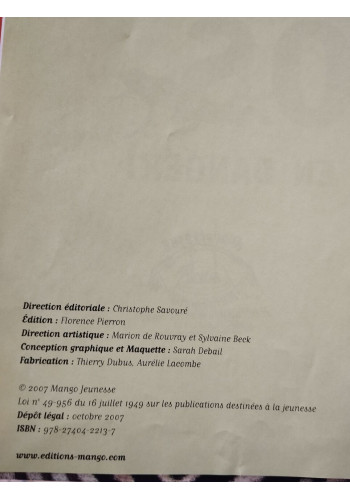 Direction éditoriale : Christophe Savouré
Édition : Florence Pierron
Direction artistique : Marion de Rouvray et Sylvaine Beck
Conception graphique et Maquette : Sarah Debail
Fabrication : Thierry Dubus, Aurélie Lacombe
© 2007 Mango Jeunesse
Loi n° 49-956 du 16 juillet 1949 sur les publications destinées à la jeunesse
Dépôt légal : octobre 2007
ISBN : 978-27404-2213-7
www.editions-mango.com